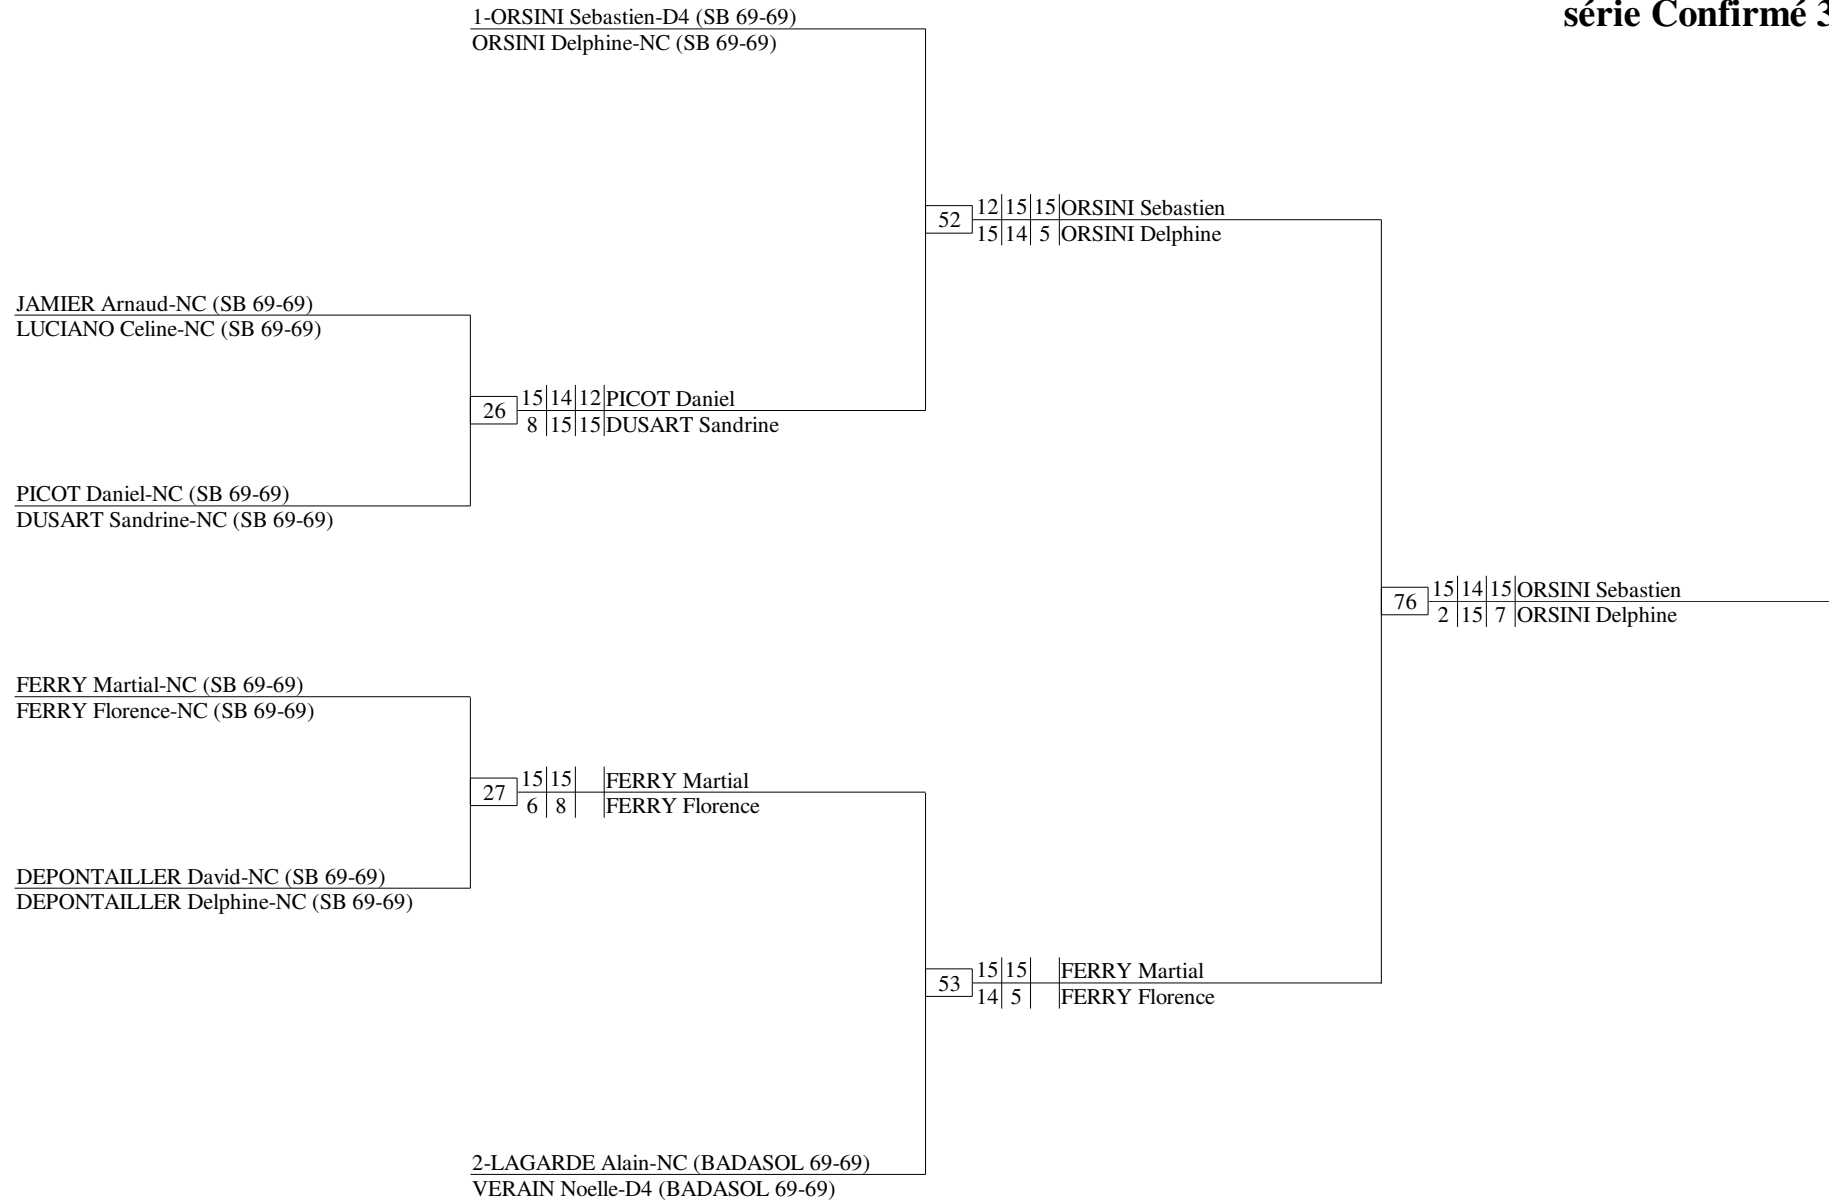 série Confirmé 3
1-ORSINI Sebastien-D4 (SB 69-69)
ORSINI Delphine-NC (SB 69-69)
52 12 15 15 ORSINI Sebastien
15 14 5 ORSINI Delphine
JAMIER Arnaud-NC (SB 69-69)
LUCIANO Celine-NC (SB 69-69)
26 15 14 12 PICOT Daniel
8 15 15 DUSART Sandrine
PICOT Daniel-NC (SB 69-69)
DUSART Sandrine-NC (SB 69-69)
76 15 14 15 ORSINI Sebastien
2 15 7 ORSINI Delphine
FERRY Martial-NC (SB 69-69)
FERRY Florence-NC (SB 69-69)
27 15 15 FERRY Martial
6 8 FERRY Florence
DEPONTAILLER David-NC (SB 69-69)
DEPONTAILLER Delphine-NC (SB 69-69)
53 15 15 FERRY Martial
14 5 FERRY Florence
2-LAGARDE Alain-NC (BADASOL 69-69)
VERAIN Noelle-D4 (BADASOL 69-69)